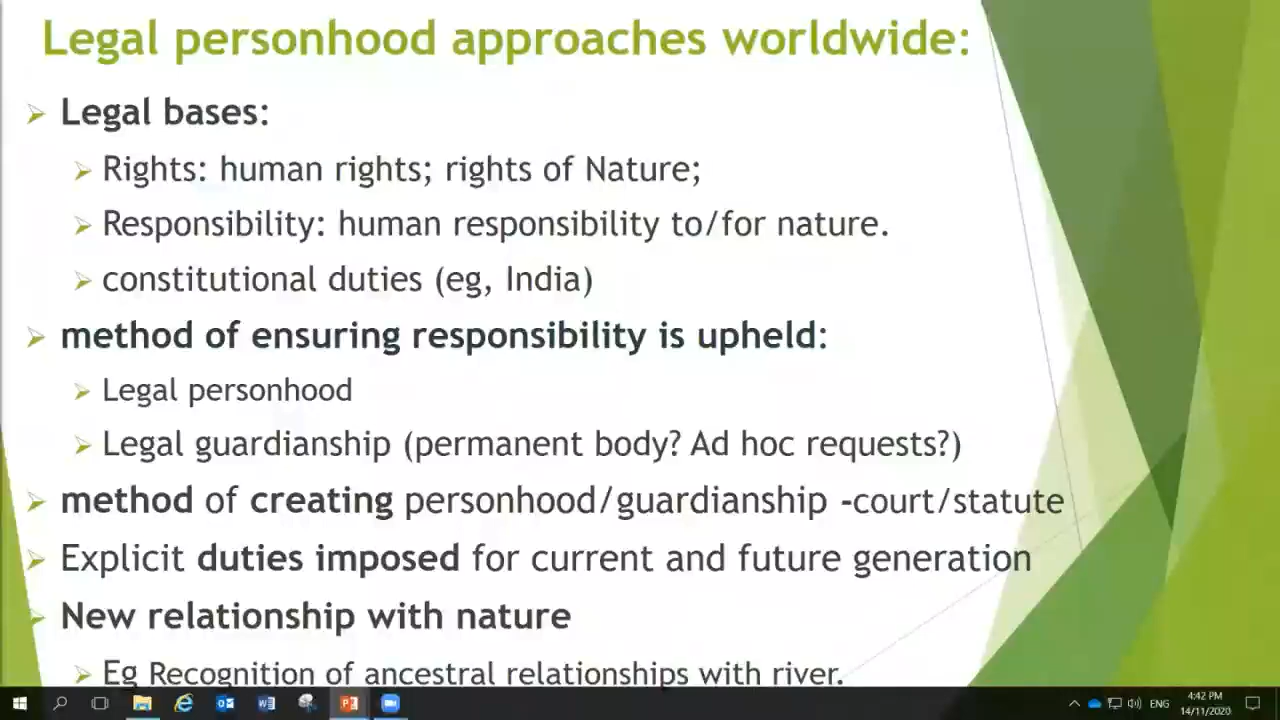 Legal personhood approaches worldwide:
Legal bases:
Rights: human rights; rights of Nature;
Responsibility: human responsibility to/for nature.
constitutional duties (eg, India)
method of ensuring responsibility is upheld:
Legal personhood
Legal guardianship (permanent body? Ad hoc requests?)
method of creating personhood/guardianship -court/statute
Explicit duties imposed for current and future generation
New relationship with nature
Eg Recognition of ancestral relationships with river.
ENG
4:42 PM
14/11/2020